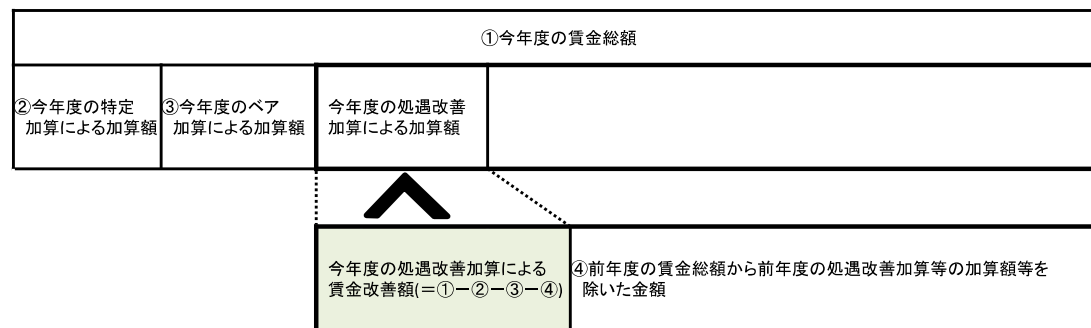 ①今年度の賃金総額
②今年度の特定
加算による加算額
③今年度のベア
加算による加算額
今年度の処遇改善
加算による加算額
今年度の処遇改善加算による
賃金改善額(=①-②-③-④)
④前年度の賃金総額から前年度の処遇改善加算等の加算額等を
除いた金額